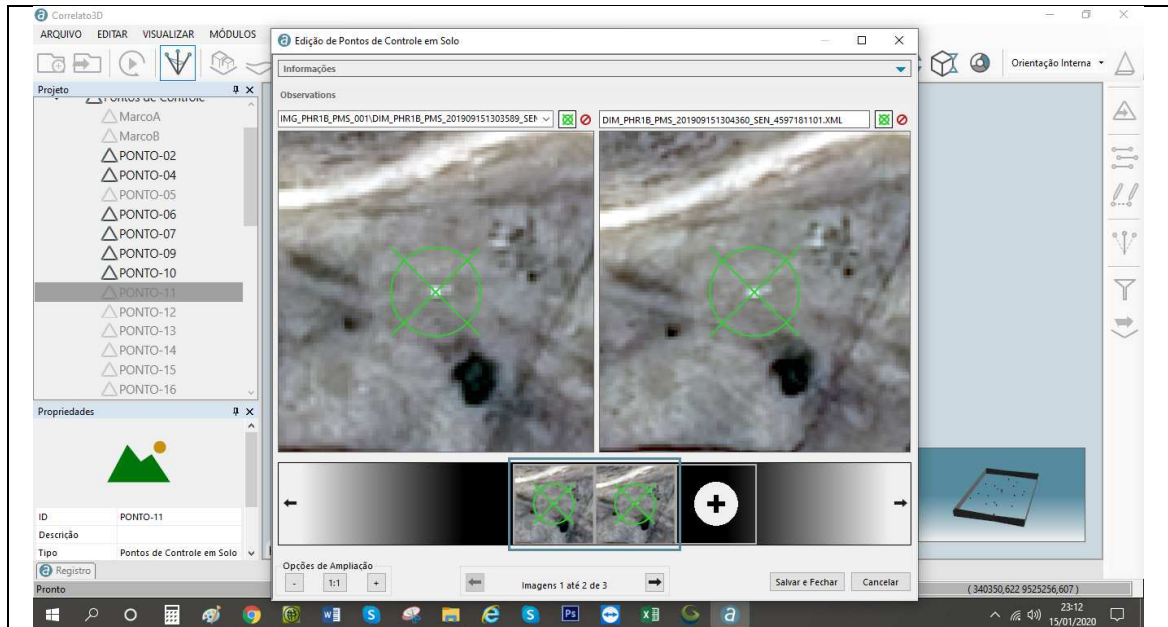 Correlato3D
ARQUIVO EDITAR VISUALIZAR MÓDULOS
Edição de Pontos de Controle em Solo
Orientação Interna
Informações
Observations
IMG_PHR1B_PMS_001\DIM_PHR1B_PMS_201909151303589_SEN
DIM_PHR1B_PMS_201909151304360_SEN_4597181101.XML
Projeto
Pontos de Controle
MarcoA
MarcoB
PONTO-02
PONTO-04
PONTO-05
PONTO-06
PONTO-07
PONTO-09
PONTO-10
PONTO-11
PONTO-12
PONTO-13
PONTO-14
PONTO-15
PONTO-16
Propriedades
ID PONTO-11
Descrição
Tipo Pontos de Controle em Solo
Registro
Pronto
Opções de Ampliação
- 1:1 +
Imagens 1 até 2 de 3
Salvar e Fechar Cancelar
( 340350,622 9525256,607 )
23:12
15/01/2020